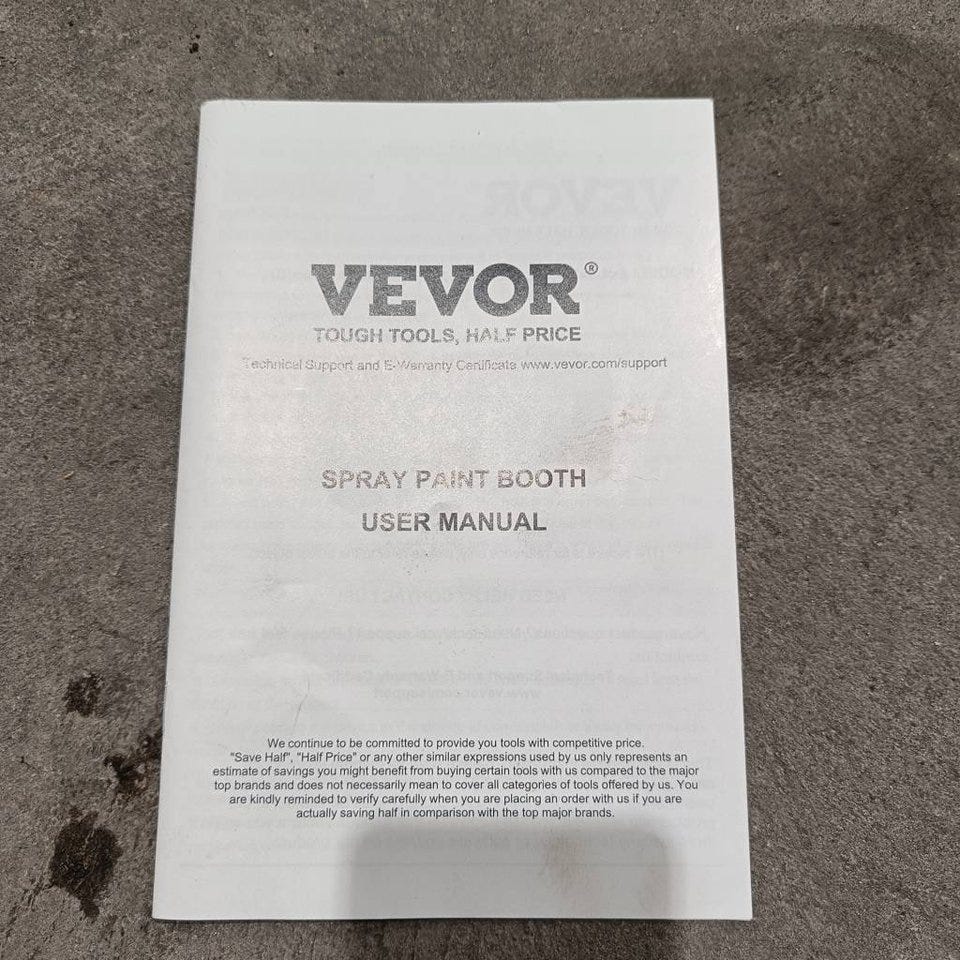 VEVOR®
TOUGH TOOLS, HALF PRICE
Technical Support and E-Warranty Certificate www.vevor.com/support
SPRAY PAINT BOOTH
USER MANUAL
We continue to be committed to provide you tools with competitive price.
"Save Half", "Half Price" or any other similar expressions used by us only represents an
estimate of savings you might benefit from buying certain tools with us compared to the major
top brands and does not necessarily mean to cover all categories of tools offered by us. You
are kindly reminded to verify carefully when you are placing an order with us if you are
actually saving half in comparison with the top major brands.